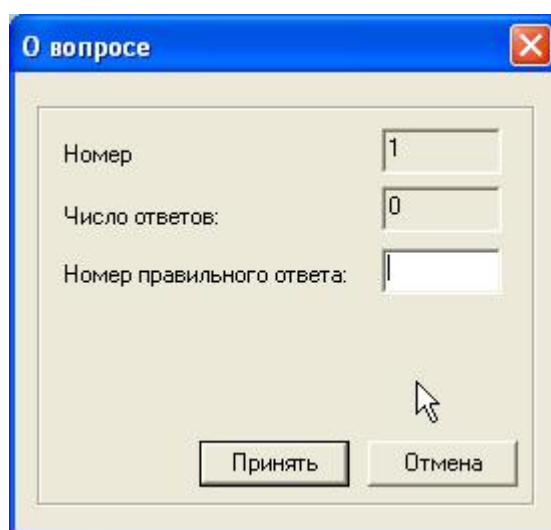 О вопросе
Номер 1
Число ответов: 0
Номер правильного ответа:
Принять Отмена